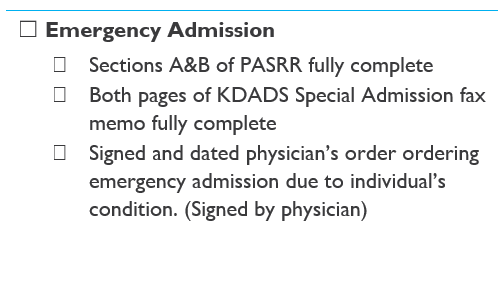 ☐ Emergency Admission
☐ Sections A&B of PASRR fully complete
☐ Both pages of KDADS Special Admission fax
memo fully complete
☐ Signed and dated physician’s order ordering
emergency admission due to individual’s
condition. (Signed by physician)